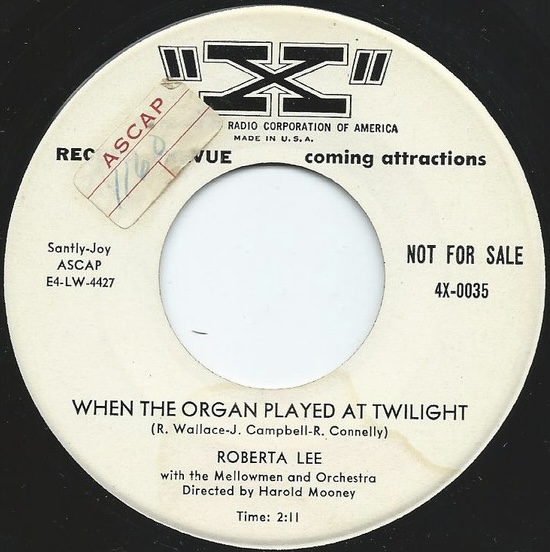 "X"
RADIO CORPORATION OF AMERICA
MADE IN U.S.A.
ASCAP
coming attractions
Santly-Joy
ASCAP
E4-LW-4427
NOT FOR SALE
4X-0035
WHEN THE ORGAN PLAYED AT TWILIGHT
(R. Wallace-J. Campbell-R. Connelly)
ROBERTA LEE
with the Mellowmen and Orchestra
Directed by Harold Mooney
Time: 2:11